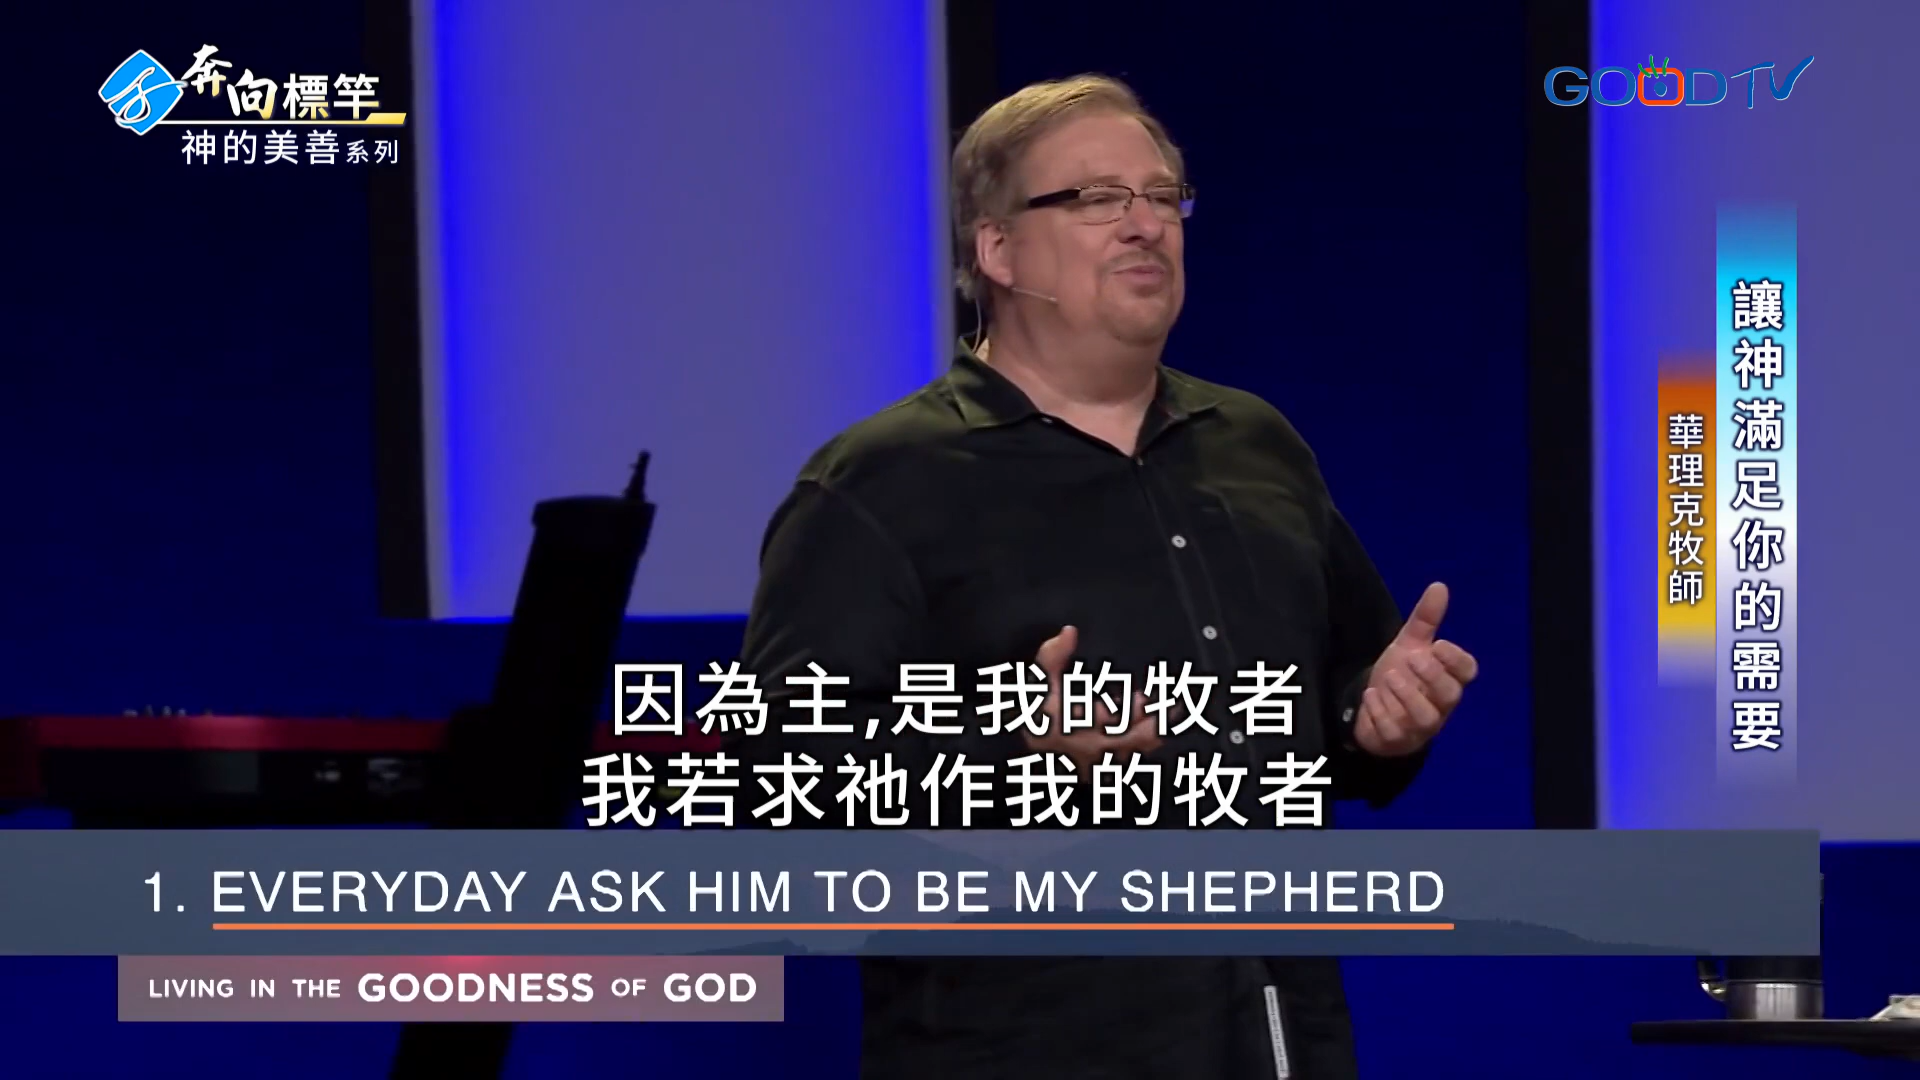 奔向標竿
神的美善系列
GOOD TV
讓神滿足你的需要
華理克牧師
因為主,是我的牧者
我若求祂作我的牧者
1. EVERYDAY ASK HIM TO BE MY SHEPHERD
LIVING IN THE GOODNESS OF GOD